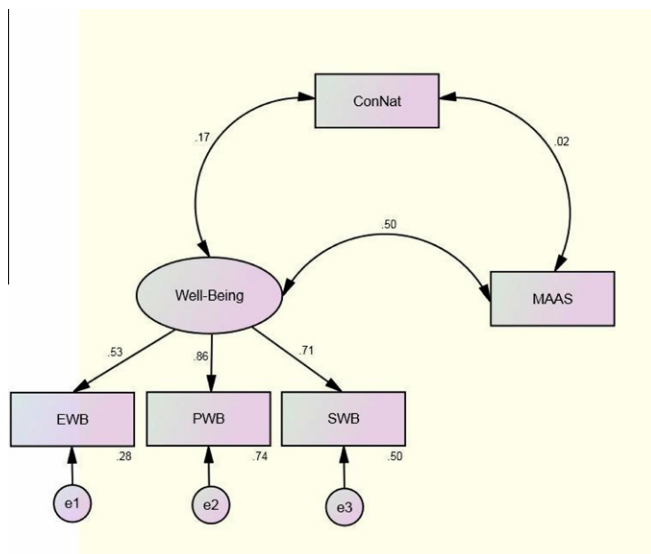 ConNat
.17
.02
.50
Well-Being
MAAS
.53
.86
.71
EWB
PWB
SWB
.28
.74
.50
e1
e2
e3